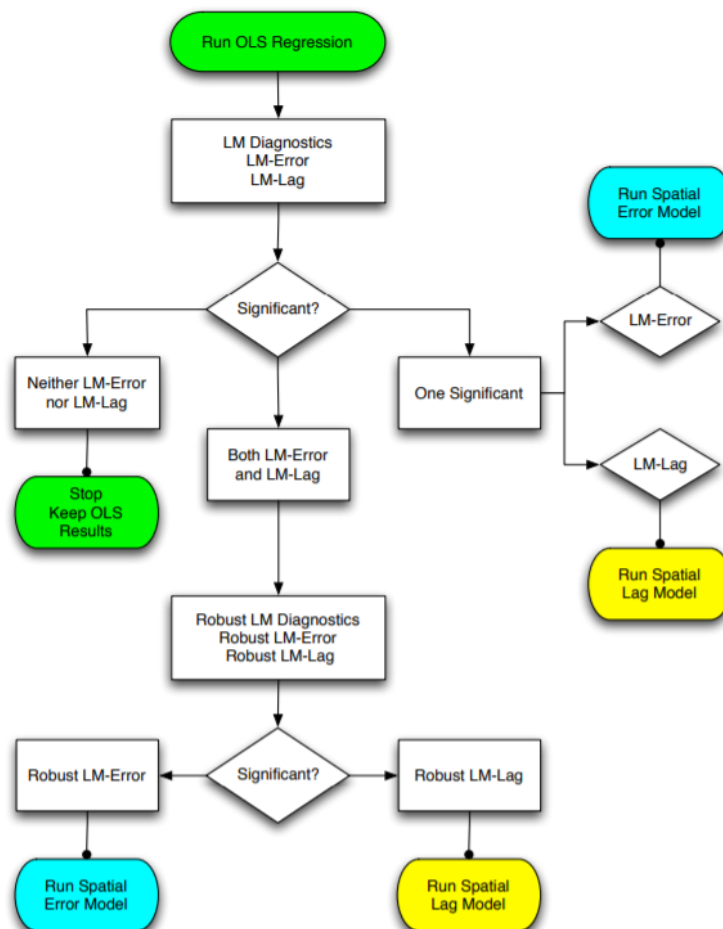 Run OLS Regression
LM Diagnostics
LM-Error
LM-Lag
Run Spatial
Error Model
Significant?
LM-Error
Neither LM-Error
nor LM-Lag
One Significant
Both LM-Error
and LM-Lag
LM-Lag
Stop
Keep OLS
Results
Run Spatial
Lag Model
Robust LM Diagnostics
Robust LM-Error
Robust LM-Lag
Robust LM-Error
Significant?
Robust LM-Lag
Run Spatial
Error Model
Run Spatial
Lag Model